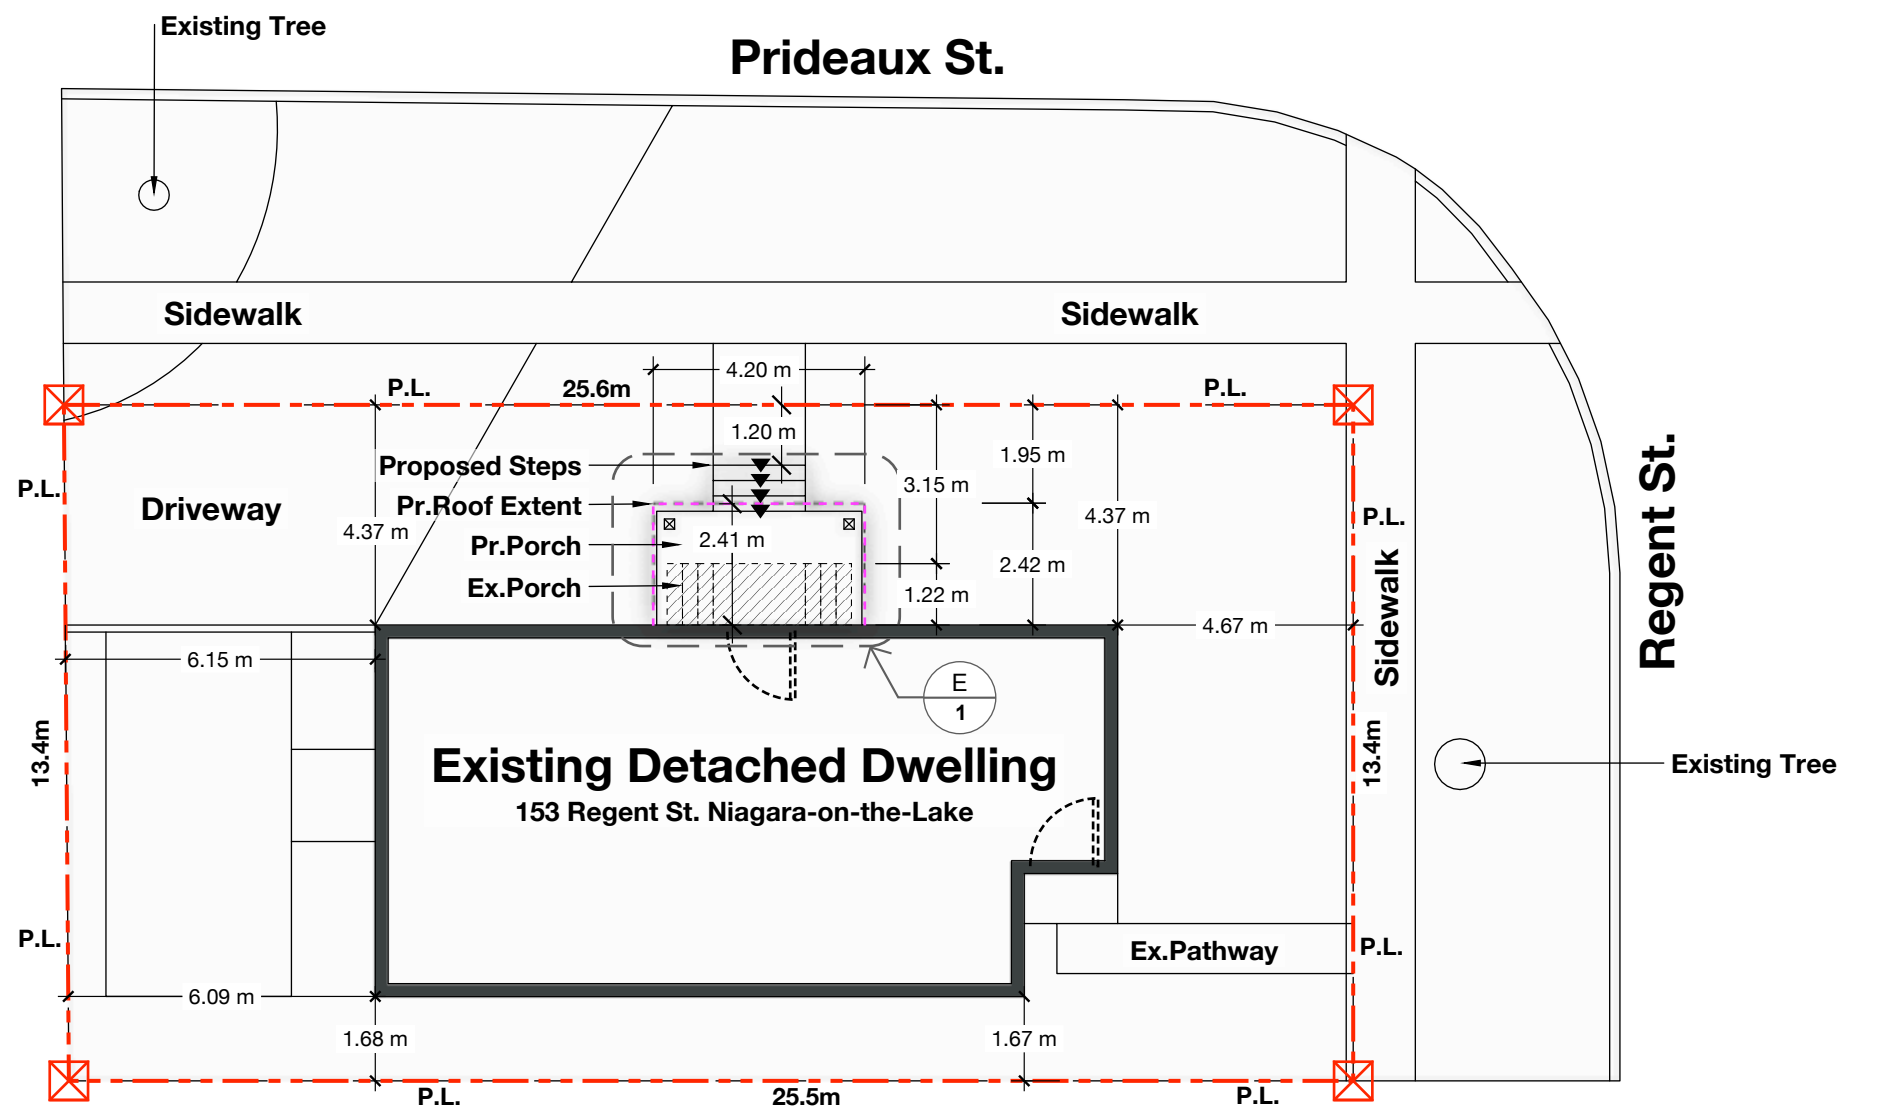 Existing Tree
Prideaux St.
Sidewalk
Sidewalk
4.20 m
P.L.
25.6m
P.L.
1.20 m
1.95 m
Proposed Steps
3.15 m
P.L.
Driveway
Pr.Roof Extent
4.37 m
4.37 m
P.L.
Pr.Porch
2.41 m
2.42 m
Ex.Porch
1.22 m
Sidewalk
Regent St.
4.67 m
6.15 m
E
1
13.4m
13.4m
Existing Detached Dwelling
153 Regent St. Niagara-on-the-Lake
Existing Tree
P.L.
Ex.Pathway
P.L.
6.09 m
1.68 m
1.67 m
P.L.
25.5m
P.L.